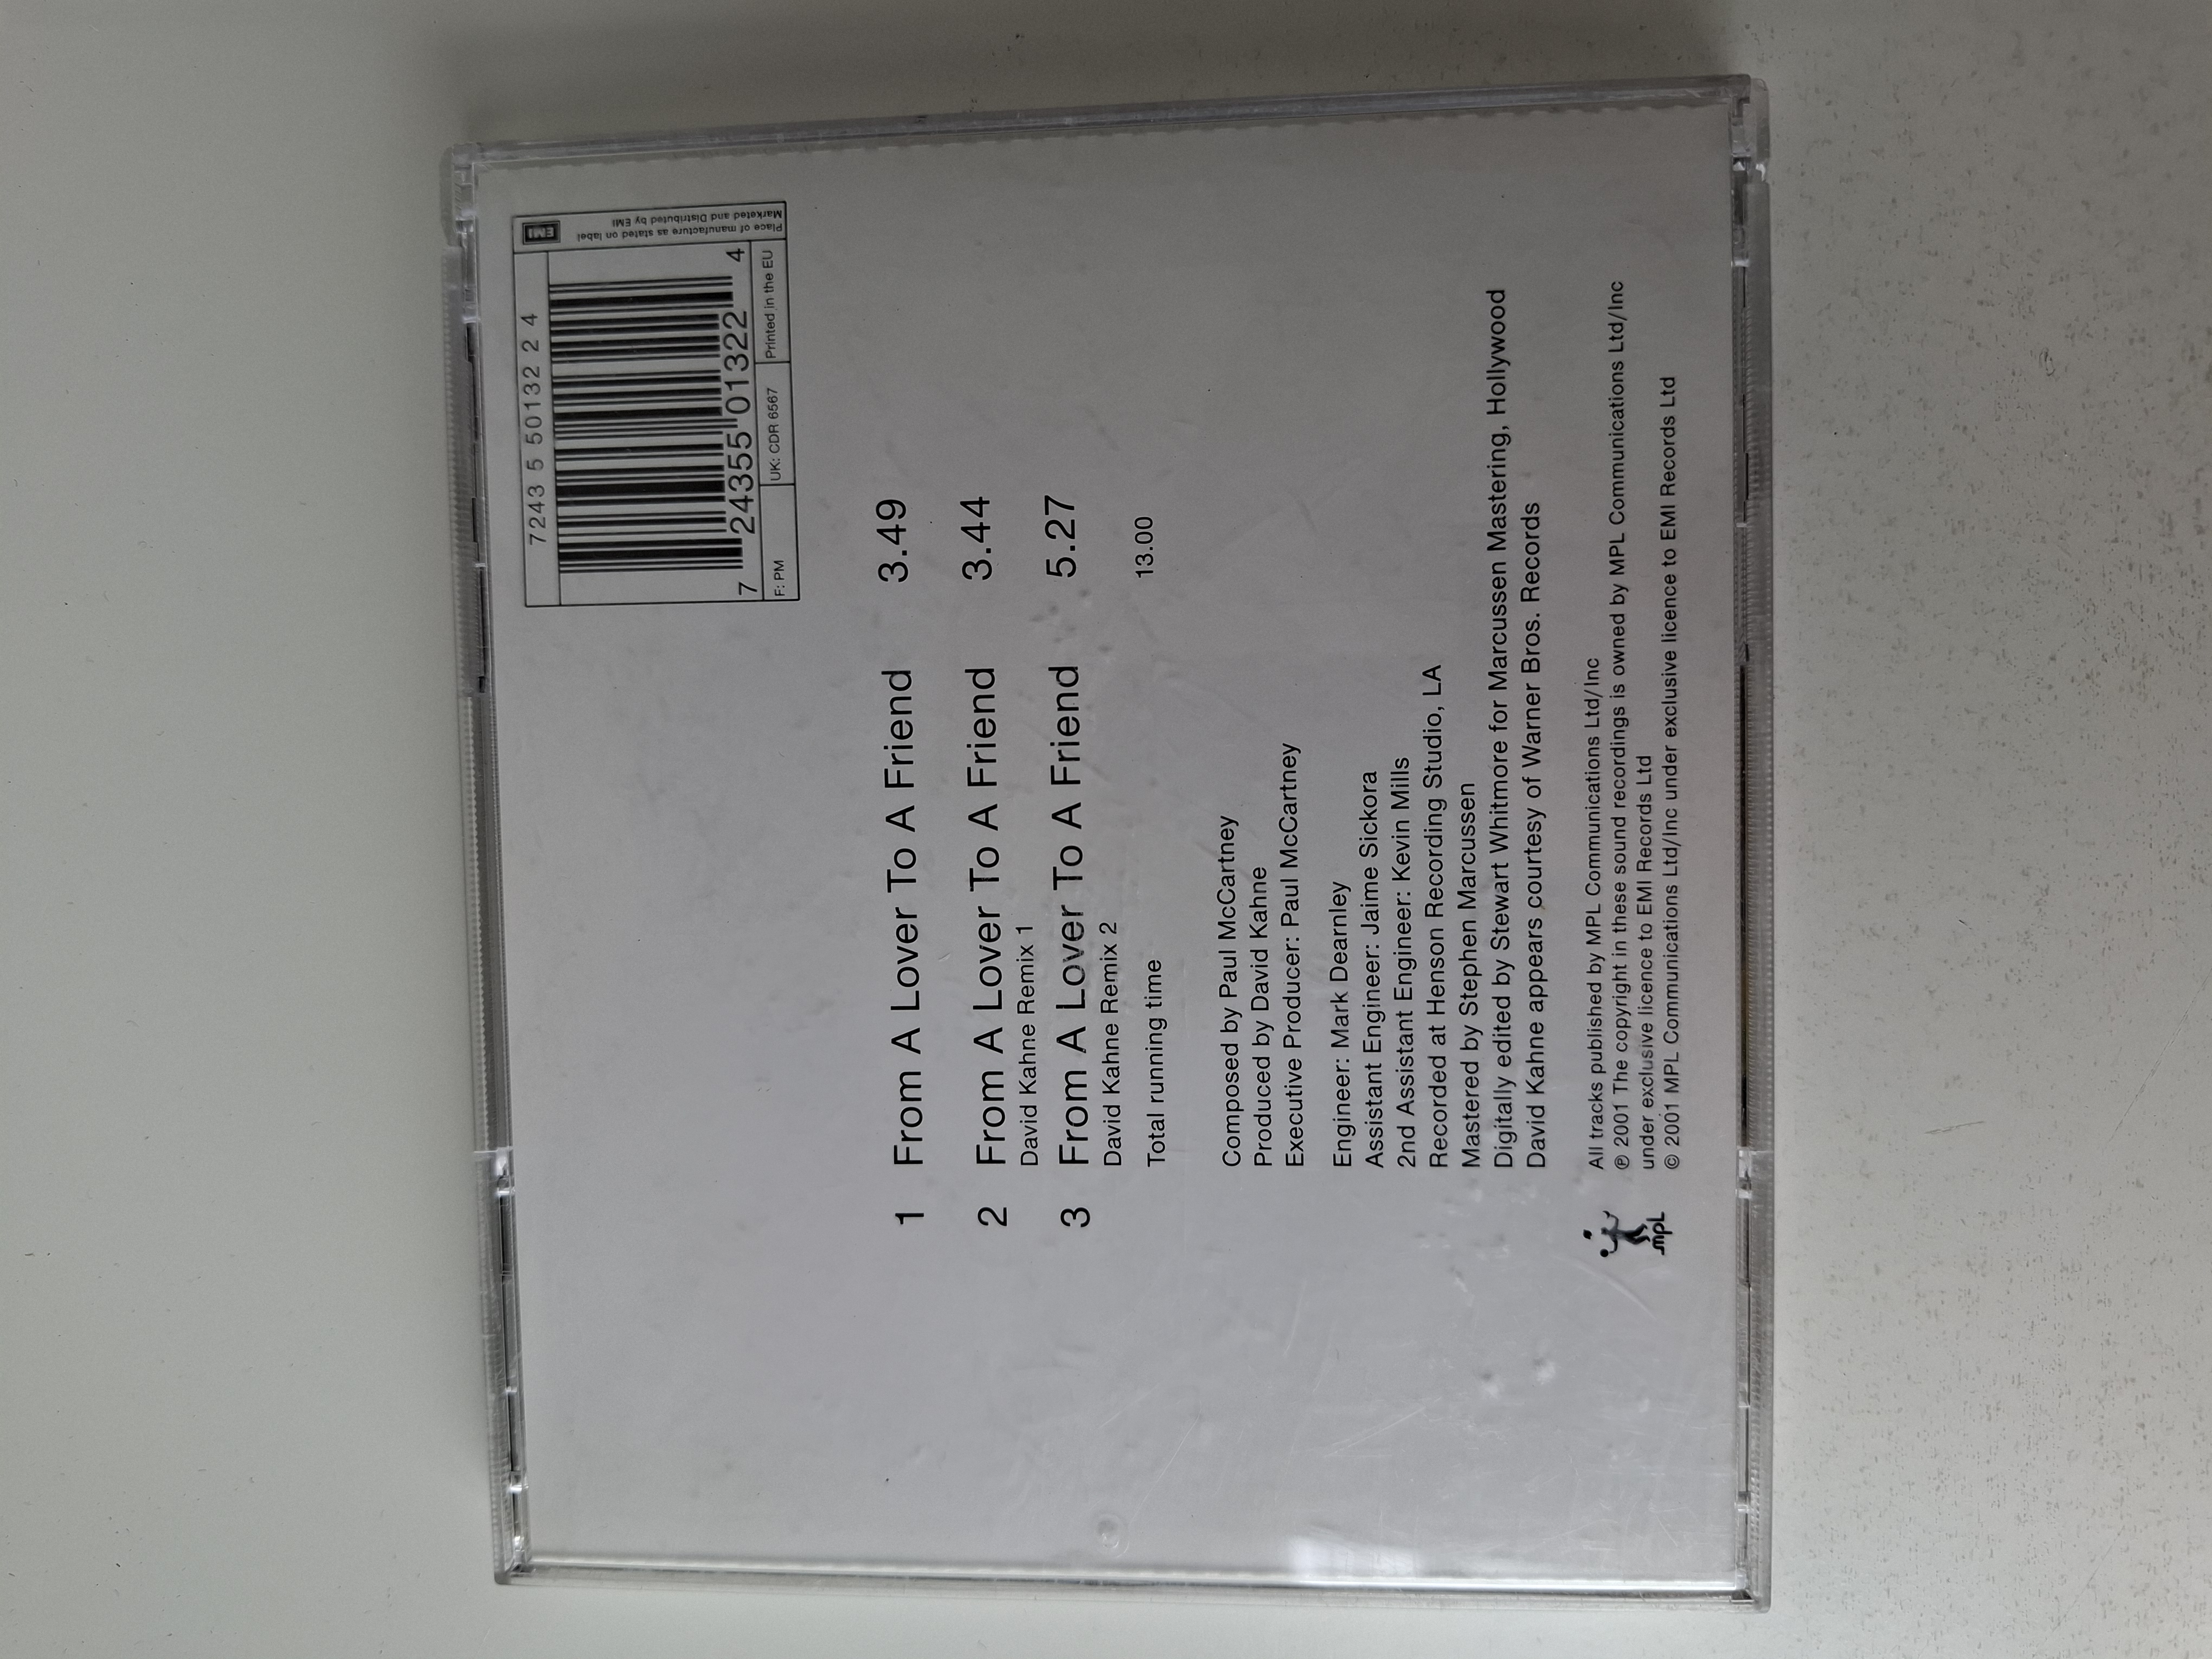 7243 5 50132 2 4
EMI
7 24355 01322 4
F: PM
UK: CDR 6567
Printed in the EU
Place of manufacture as stated on label
Marketed and Distributed by EMI
1 From A Lover To A Friend 3.49
2 From A Lover To A Friend 3.44
David Kahne Remix 1
3 From A Lover To A Friend 5.27
David Kahne Remix 2
Total running time 13.00
Composed by Paul McCartney
Produced by David Kahne
Executive Producer: Paul McCartney
Engineer: Mark Dearnley
Assistant Engineer: Jaime Sickora
2nd Assistant Engineer: Kevin Mills
Recorded at Henson Recording Studio, LA
Mastered by Stephen Marcussen
Digitally edited by Stewart Whitmore for Marcussen Mastering, Hollywood
David Kahne appears courtesy of Warner Bros. Records
All tracks published by MPL Communications Ltd/Inc
℗ 2001 The copyright in these sound recordings is owned by MPL Communications Ltd/Inc
under exclusive licence to EMI Records Ltd
© 2001 MPL Communications Ltd/Inc under exclusive licence to EMI Records Ltd
mpL